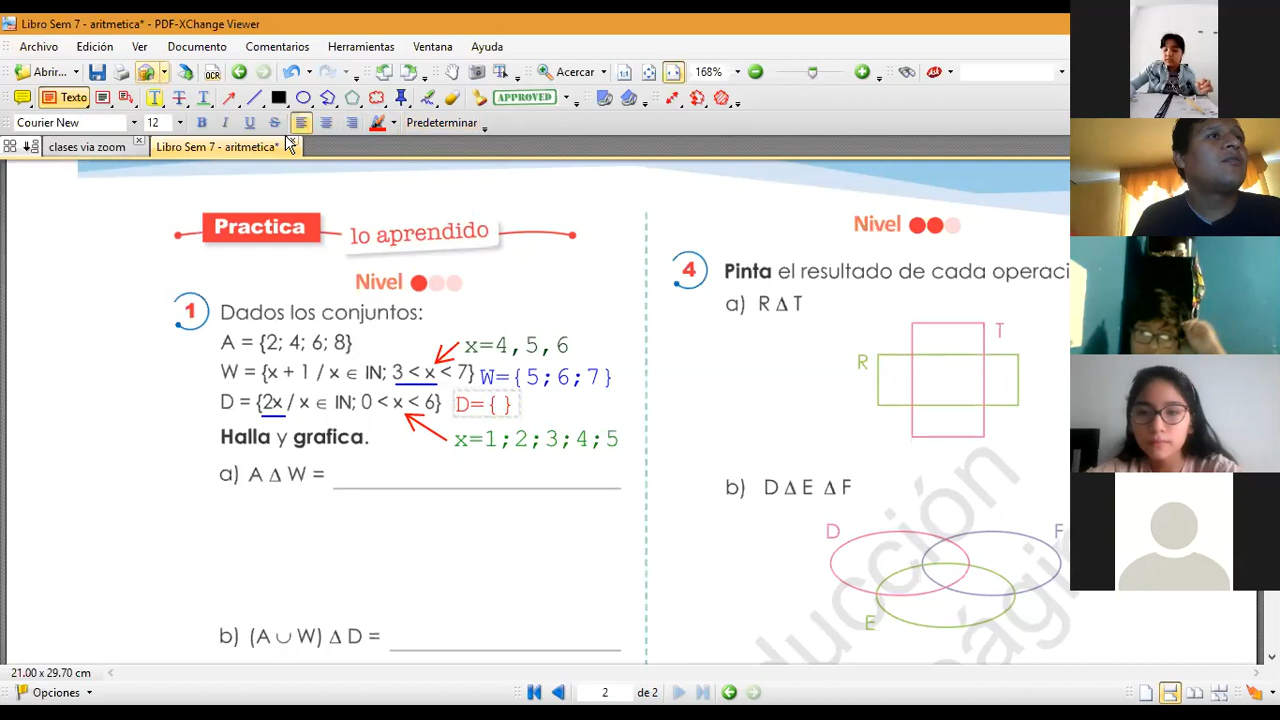 Libro Sem 7 - aritmetica* - PDF-XChange Viewer
Archivo Edición Ver Documento Comentarios Herramientas Ventana Ayuda
Abrir... OCR Acercar 168%
Texto APPROVED
Courier New 12 Predeterminar
clases via zoom Libro Sem 7 - aritmetica*
Practica lo aprendido
Nivel
1 Dados los conjuntos:
A = {2; 4; 6; 8}
x=4,5,6
W = {x + 1 / x ∈ IN; 3 < x < 7}
W={5;6;7}
D = {2x / x ∈ IN; 0 < x < 6}
D={ }
x=1;2;3;4;5
Halla y grafica.
a) A Δ W =
b) (A ∪ W) Δ D =
Nivel
4 Pinta el resultado de cada operaci
a) R Δ T
T
R
b) D Δ E Δ F
D
F
E
21.00 x 29.70 cm
Opciones 2 de 2